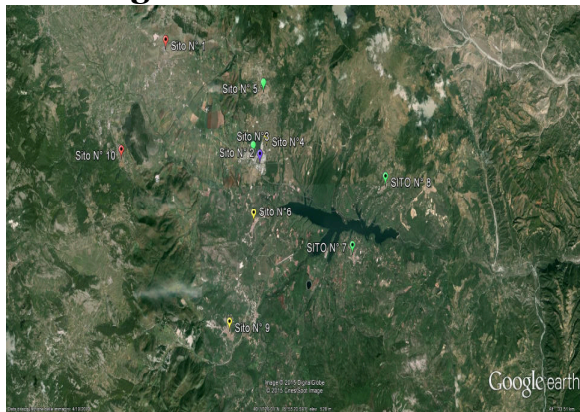 Sito N° 1
Sito N° 5
Sito N°3
Sito N°4
Sito N° 2
Sito N° 10
SITO N° 8
Sito N°6
SITO N° 7
Sito N° 9
Image © 2015 DigitalGlobe
© 2015 Cnes/Spot Image
Google earth